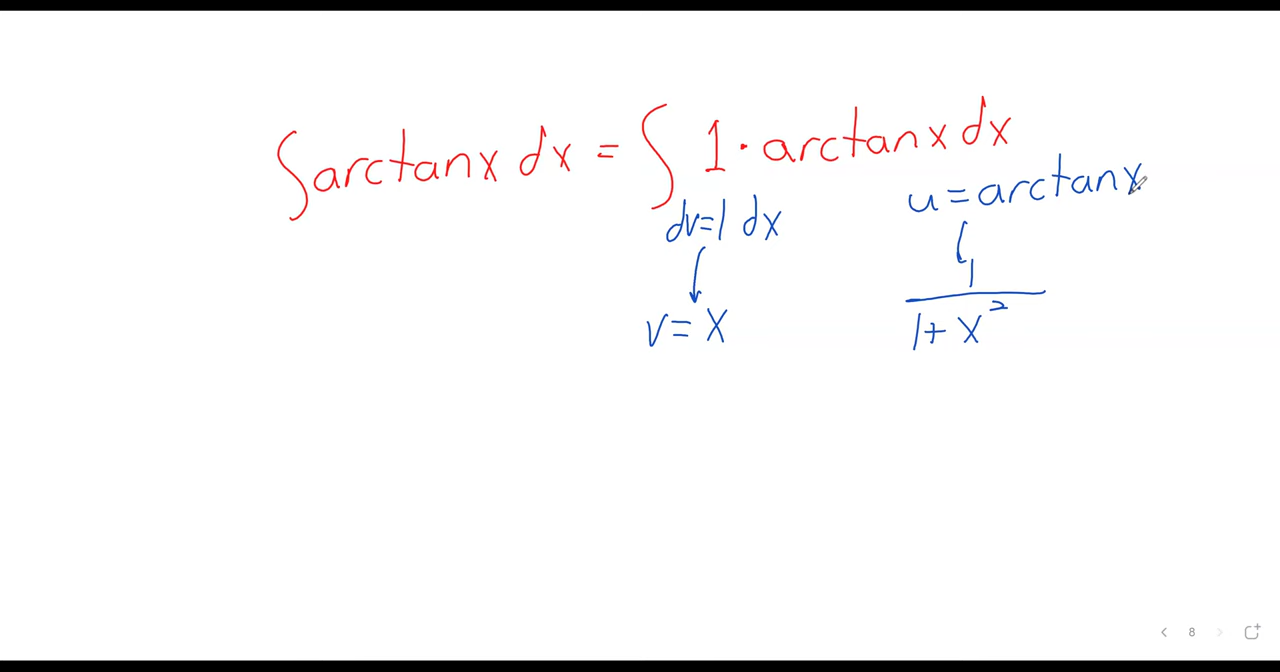 ∫arctanx dx = ∫ 1 · arctanx dx
dv=1 dx
u=arctanx
v=x
1
1+x²
8